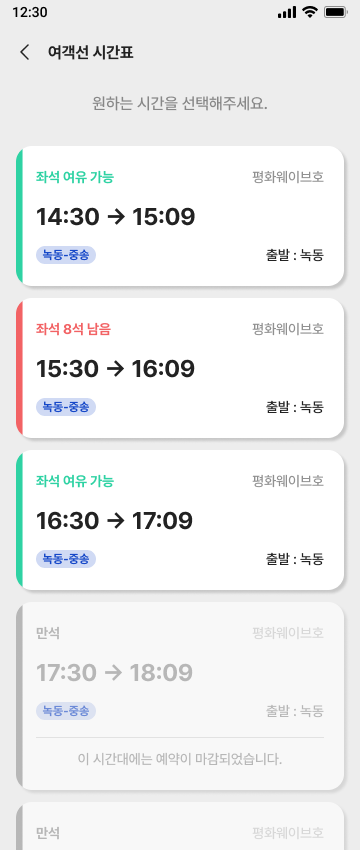 12:30
여객선 시간표
원하는 시간을 선택해주세요.
좌석 여유 가능 평화웨이브호
14:30 → 15:09
녹동-중송 출발 : 녹동
좌석 8석 남음 평화웨이브호
15:30 → 16:09
녹동-중송 출발 : 녹동
좌석 여유 가능 평화웨이브호
16:30 → 17:09
녹동-중송 출발 : 녹동
만석 평화웨이브호
17:30 → 18:09
녹동-중송 출발 : 녹동
이 시간대에는 예약이 마감되었습니다.
만석 평화웨이브호